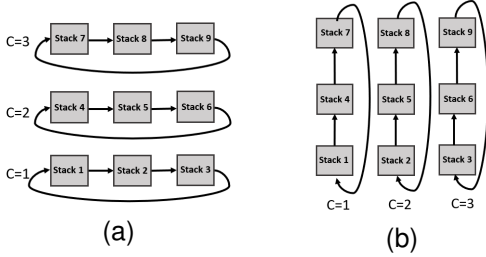 C=3 Stack 7 Stack 8 Stack 9
C=2 Stack 4 Stack 5 Stack 6
C=1 Stack 1 Stack 2 Stack 3
(a)
Stack 7 Stack 8 Stack 9
Stack 4 Stack 5 Stack 6
Stack 1 Stack 2 Stack 3
C=1 C=2 C=3
(b)